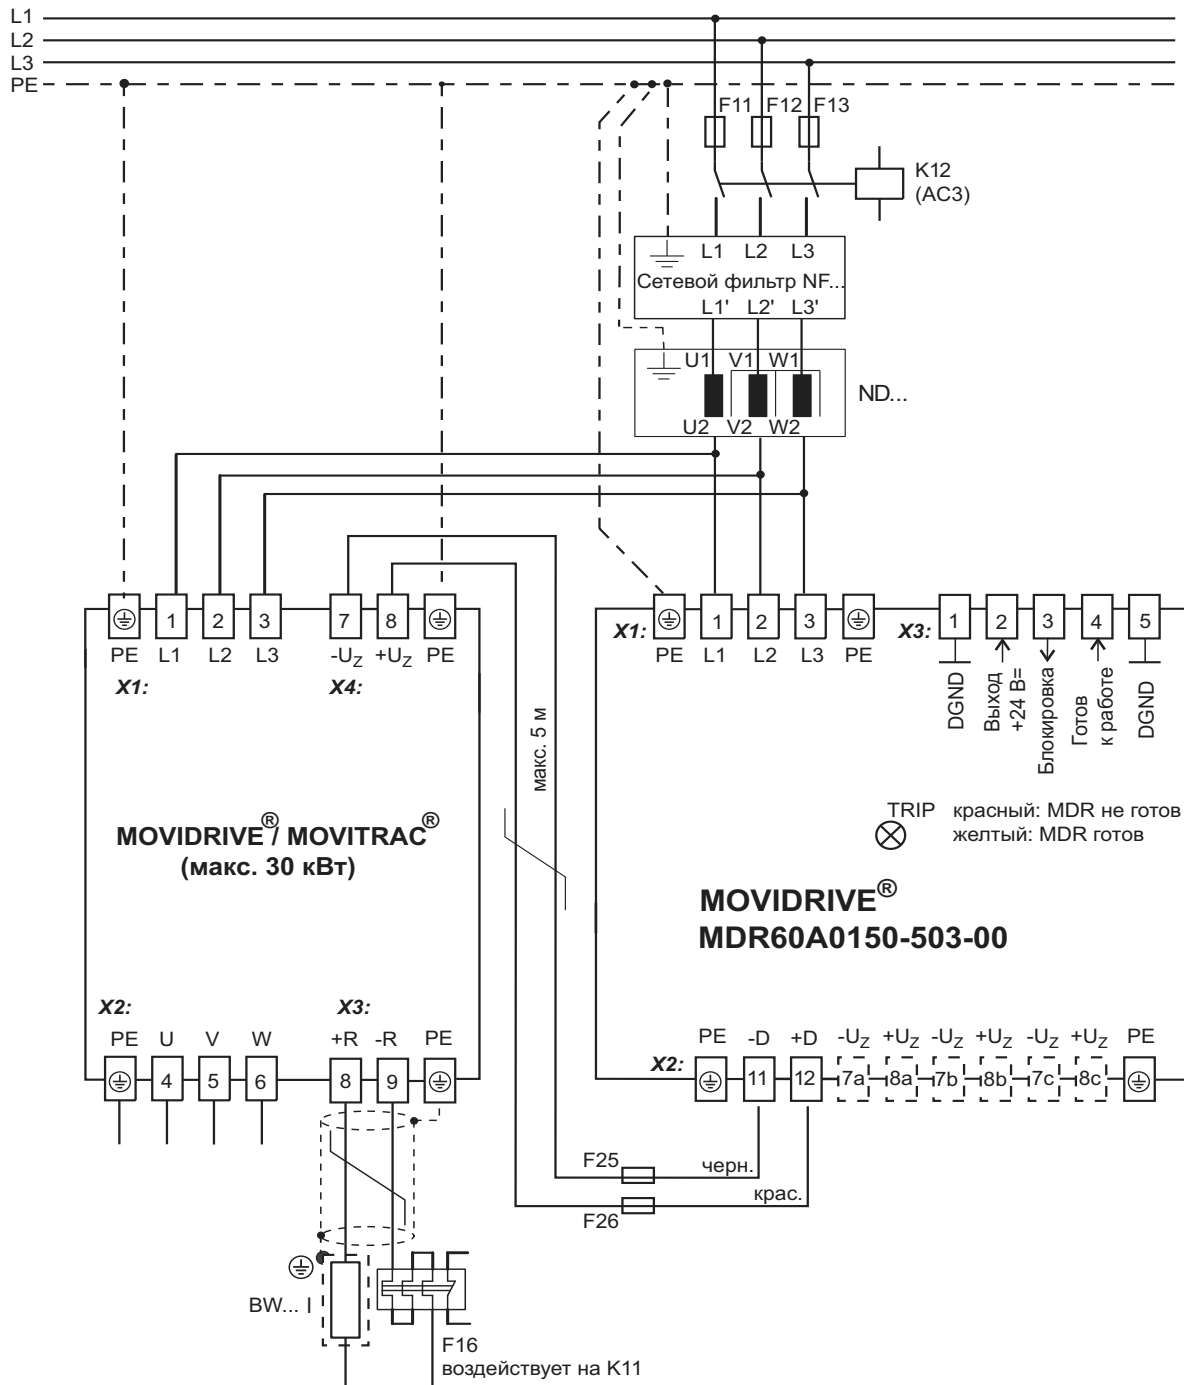 L1
L2
L3
PE
F11 F12 F13
K12
(AC3)
L1 L2 L3
Сетевой фильтр NF...
L1' L2' L3'
U1 V1 W1
ND...
U2 V2 W2
1 2 3 7 8
PE L1 L2 L3 -UZ +UZ PE
X1: X4:
X1: 1 2 3
PE L1 L2 L3 PE
X3: 1 2 3 4 5
DGND
Выход
+24 В=
Блокировка
Готов
к работе
DGND
макс. 5 м
TRIP красный: MDR не готов
желтый: MDR готов
MOVIDRIVE® / MOVITRAC®
(макс. 30 кВт)
MOVIDRIVE®
MDR60A0150-503-00
X2: X3:
PE U V W +R -R PE
4 5 6 8 9
PE -D +D -UZ +UZ -UZ +UZ -UZ +UZ PE
X2: 11 12 7a 8a 7b 8b 7c 8c
F25 черн.
крас.
F26
BW...
F16
воздействует на K11